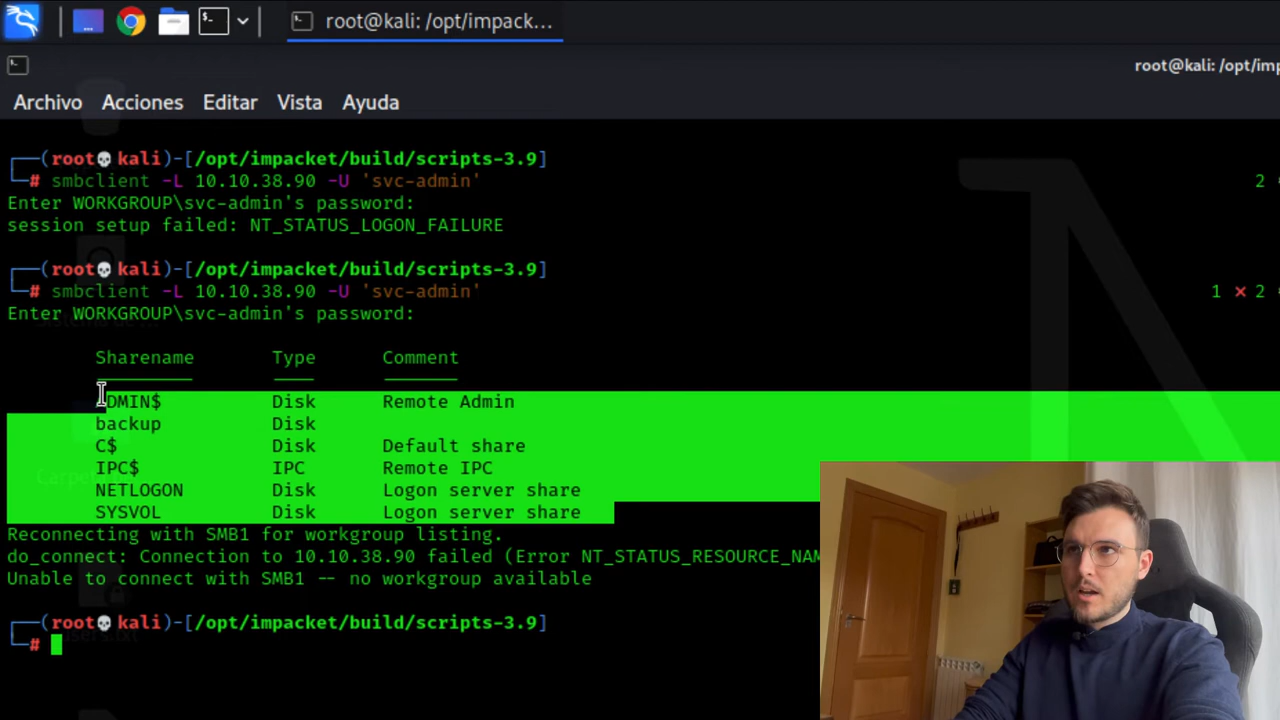 root@kali: /opt/impack...
root@kali: /opt/imp
Archivo Acciones Editar Vista Ayuda
┌──(root💀kali)-[/opt/impacket/build/scripts-3.9]
└─# smbclient -L 10.10.38.90 -U 'svc-admin' 2
Enter WORKGROUP\svc-admin's password:
session setup failed: NT_STATUS_LOGON_FAILURE
┌──(root💀kali)-[/opt/impacket/build/scripts-3.9]
└─# smbclient -L 10.10.38.90 -U 'svc-admin' 1 ⨯ 2
Enter WORKGROUP\svc-admin's password:
Sharename Type Comment
ADMIN$ Disk Remote Admin
backup Disk
C$ Disk Default share
IPC$ IPC Remote IPC
NETLOGON Disk Logon server share
SYSVOL Disk Logon server share
Reconnecting with SMB1 for workgroup listing.
do_connect: Connection to 10.10.38.90 failed (Error NT_STATUS_RESOURCE_NAM
Unable to connect with SMB1 -- no workgroup available
┌──(root💀kali)-[/opt/impacket/build/scripts-3.9]
└─#